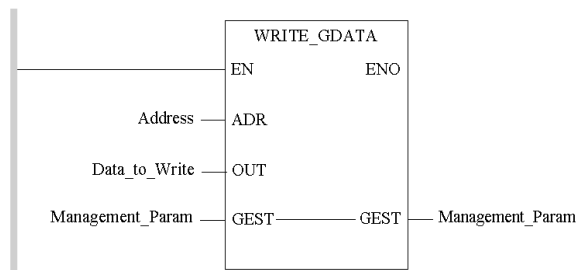 WRITE_GDATA
EN ENO
Address ADR
Data_to_Write OUT
Management_Param GEST GEST Management_Param